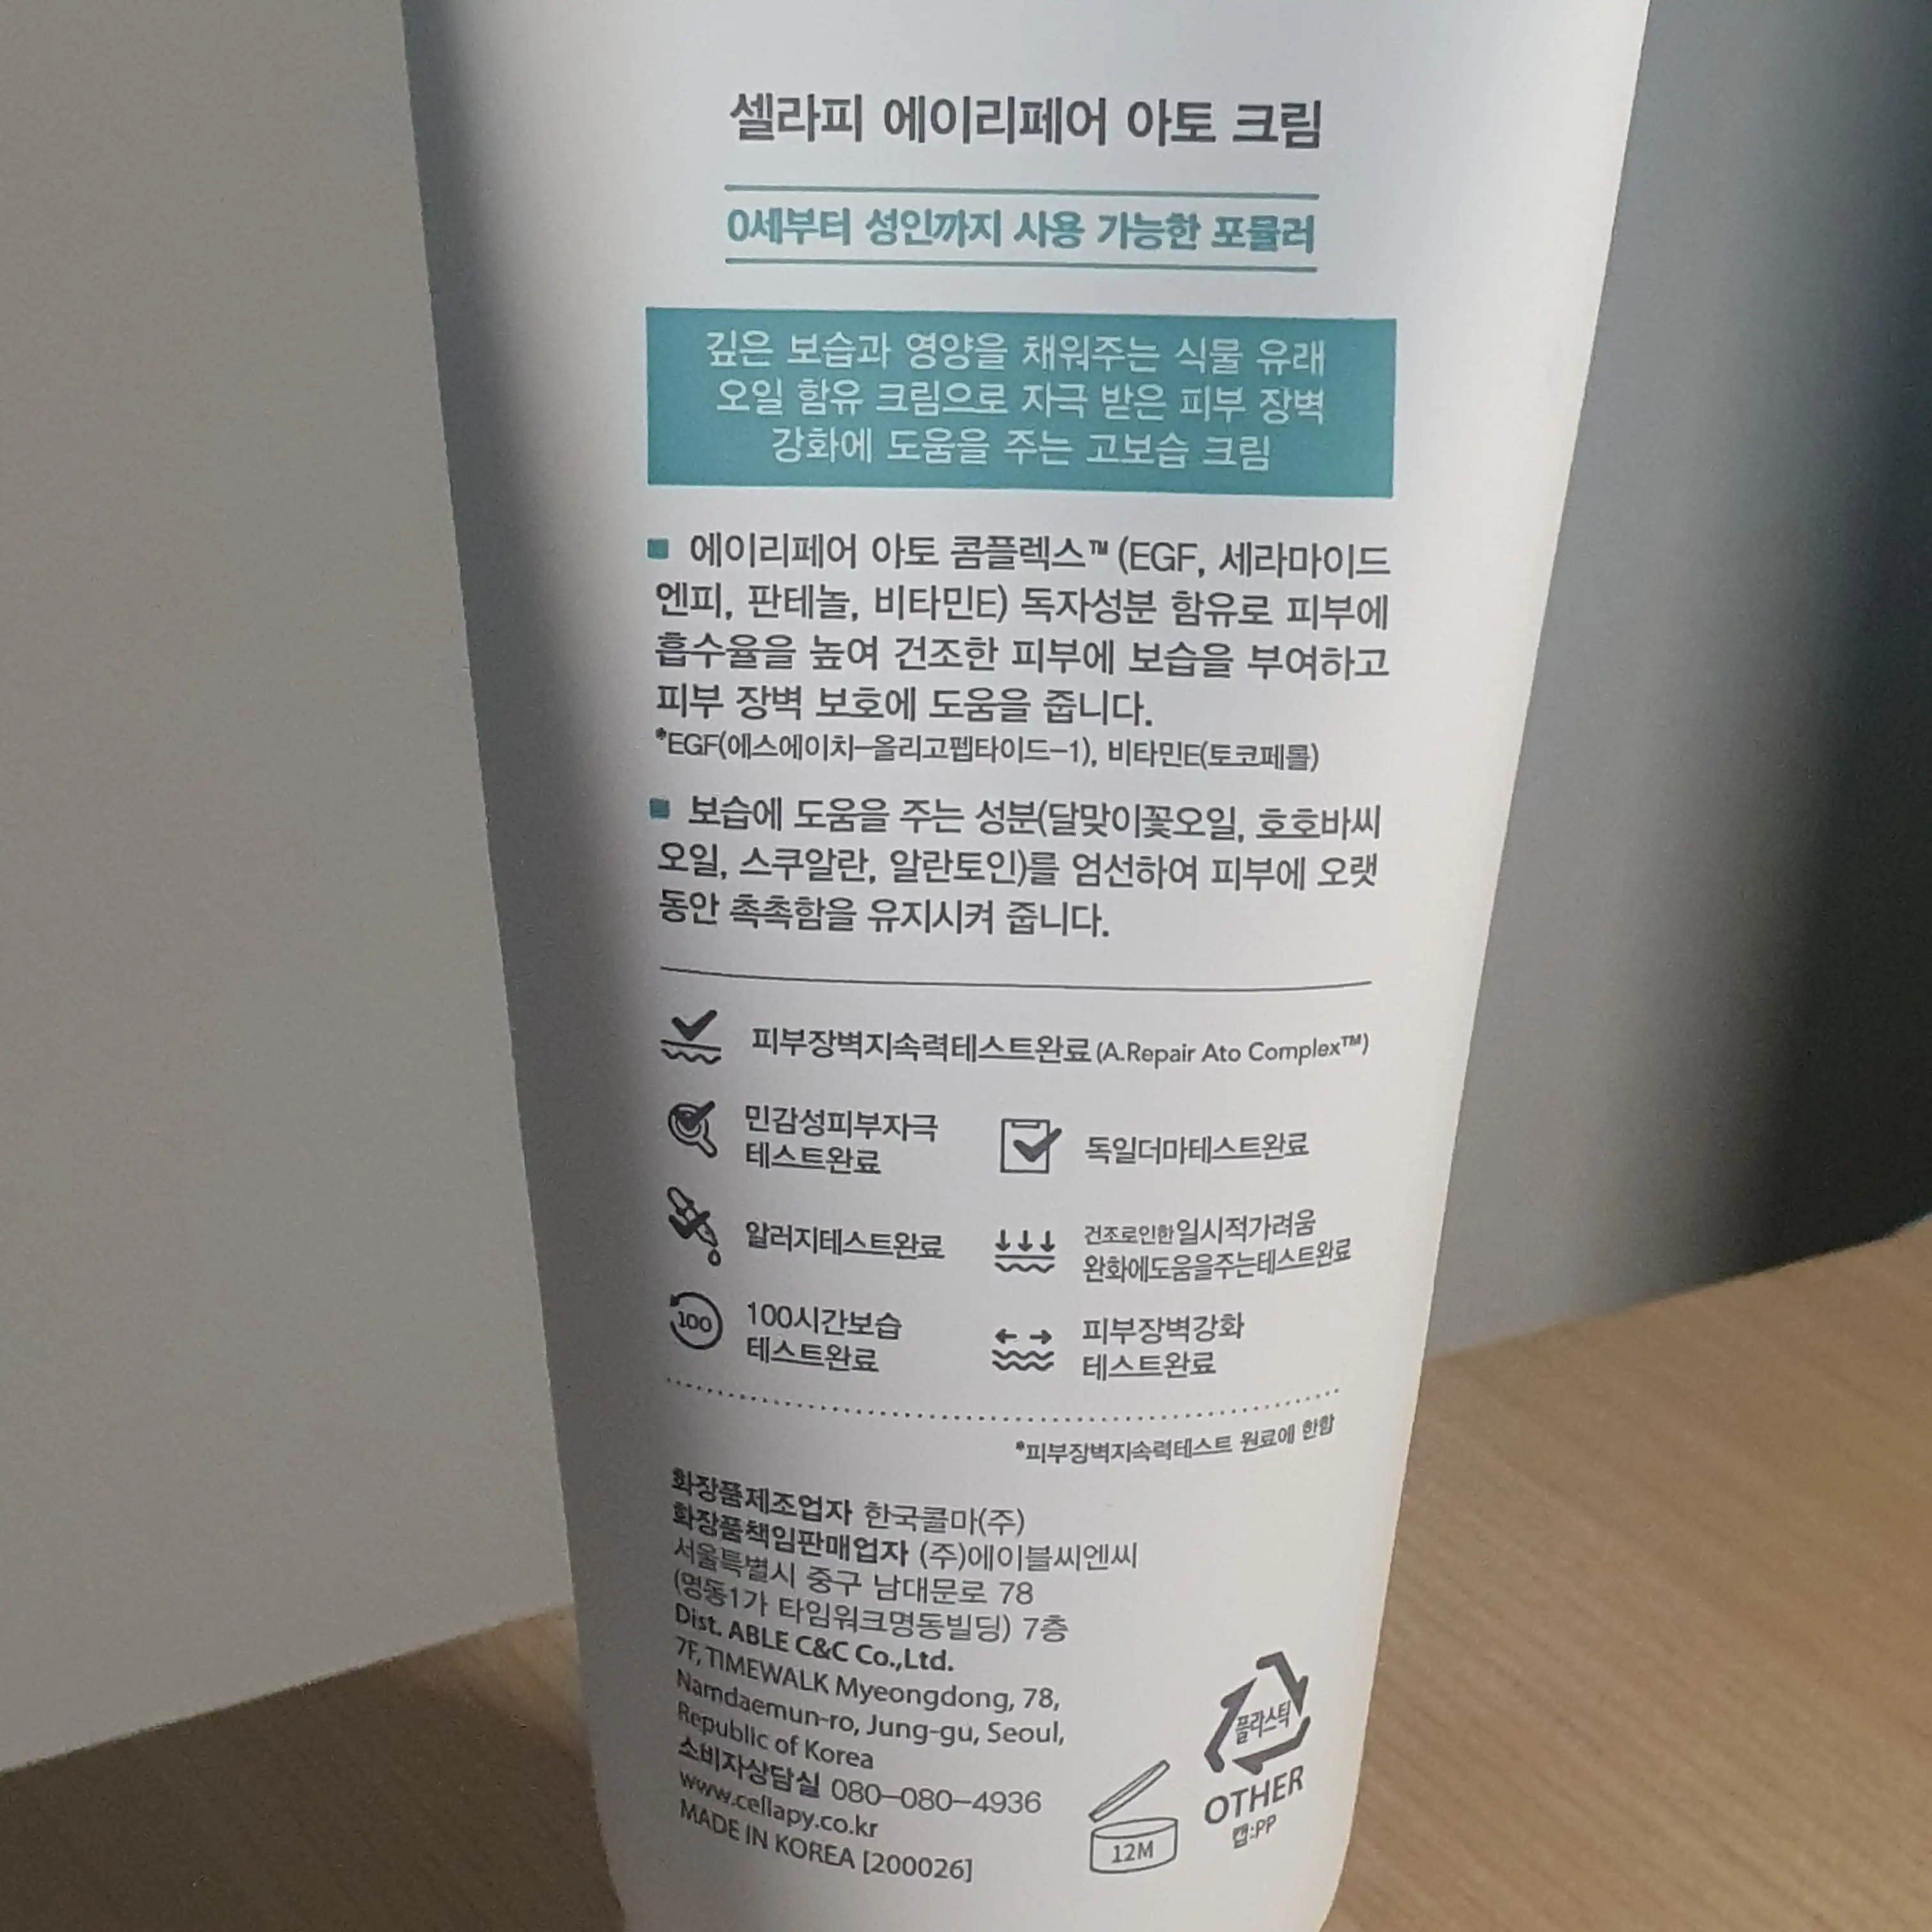 셀라피 에이리페어 아토 크림
0세부터 성인까지 사용 가능한 포뮬러
깊은 보습과 영양을 채워주는 식물 유래
오일 함유 크림으로 자극 받은 피부 장벽
강화에 도움을 주는 고보습 크림
■ 에이리페어 아토 콤플렉스™ (EGF, 세라마이드
엔피, 판테놀, 비타민E) 독자성분 함유로 피부에
흡수율을 높여 건조한 피부에 보습을 부여하고
피부 장벽 보호에 도움을 줍니다.
*EGF(에스에이치-올리고펩타이드-1), 비타민E(토코페롤)
■ 보습에 도움을 주는 성분(달맞이꽃오일, 호호바씨
오일, 스쿠알란, 알란토인)를 엄선하여 피부에 오랫
동안 촉촉함을 유지시켜 줍니다.
피부장벽지속력테스트완료 (A.Repair Ato Complex™)
민감성피부자극
테스트완료
독일더마테스트완료
알러지테스트완료
건조로인한일시적가려움
완화에도움을주는테스트완료
100
100시간보습
테스트완료
피부장벽강화
테스트완료
*피부장벽지속력테스트 원료에 한함
화장품제조업자 한국콜마(주)
화장품책임판매업자 (주)에이블씨엔씨
서울특별시 중구 남대문로 78
(명동1가 타임워크명동빌딩) 7층
Dist. ABLE C&C Co.,Ltd.
7F, TIMEWALK Myeongdong, 78,
Namdaemun-ro, Jung-gu, Seoul,
Republic of Korea
소비자상담실 080-080-4936
www.cellapy.co.kr
MADE IN KOREA [200026]
12M
플라스틱
OTHER
캡:PP